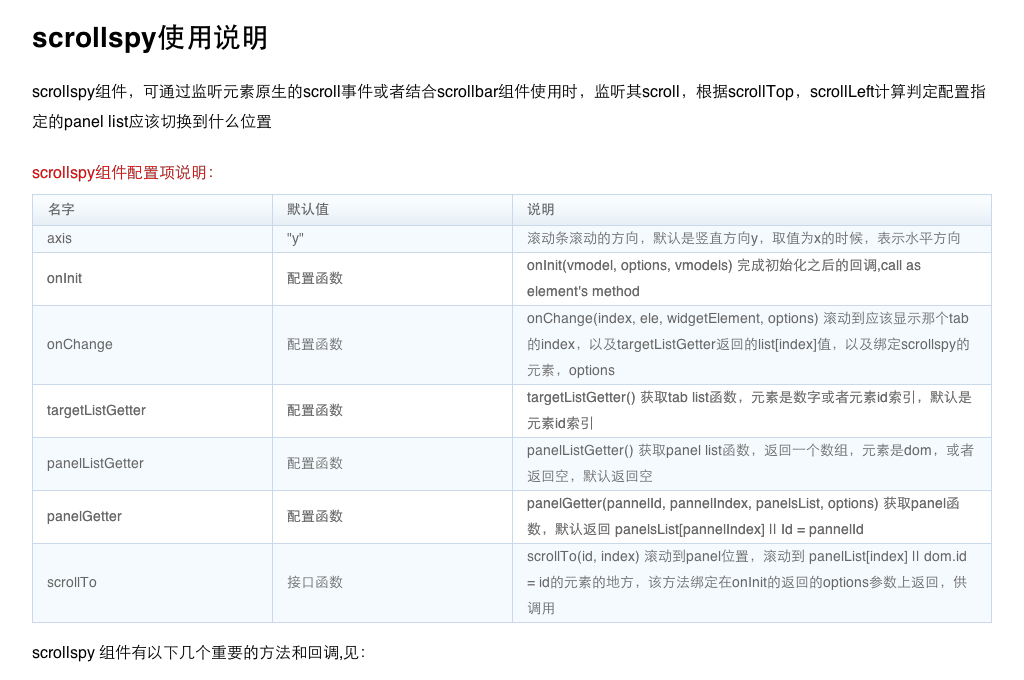 scrollspy使用说明
scrollspy组件，可通过监听元素原生的scroll事件或者结合scrollbar组件使用时，监听其scroll，根据scrollTop，scrollLeft计算判定配置指
定的panel list应该切换到什么位置
scrollspy组件配置项说明：
名字 默认值 说明
axis "y" 滚动条滚动的方向，默认是竖直方向y，取值为x的时候，表示水平方向
onInit 配置函数 onInit(vmodel, options, vmodels) 完成初始化之后的回调,call as
element's method
onChange 配置函数 onChange(index, ele, widgetElement, options) 滚动到应该显示那个tab
的index，以及targetListGetter返回的list[index]值，以及绑定scrollspy的
元素，options
targetListGetter 配置函数 targetListGetter() 获取tab list函数，元素是数字或者元素id索引，默认是
元素id索引
panelListGetter 配置函数 panelListGetter() 获取panel list函数，返回一个数组，元素是dom，或者
返回空，默认返回空
panelGetter 配置函数 panelGetter(pannelId, pannelIndex, panelsList, options) 获取panel函
数，默认返回 panelsList[pannelIndex] || Id = pannelId
scrollTo 接口函数 scrollTo(id, index) 滚动到panel位置，滚动到 panelList[index] || dom.id
= id的元素的地方，该方法绑定在onInit的返回的options参数上返回，供
调用
scrollspy 组件有以下几个重要的方法和回调,见：